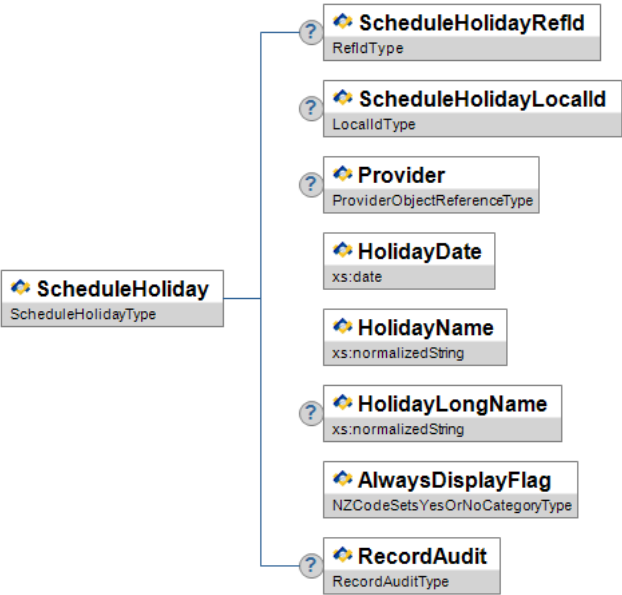 ? ScheduleHolidayRefId
RefIdType
? ScheduleHolidayLocalId
LocalIdType
? Provider
ProviderObjectReferenceType
HolidayDate
xs:date
ScheduleHoliday
ScheduleHolidayType
HolidayName
xs:normalizedString
? HolidayLongName
xs:normalizedString
AlwaysDisplayFlag
NZCodeSetsYesOrNoCategoryType
? RecordAudit
RecordAuditType